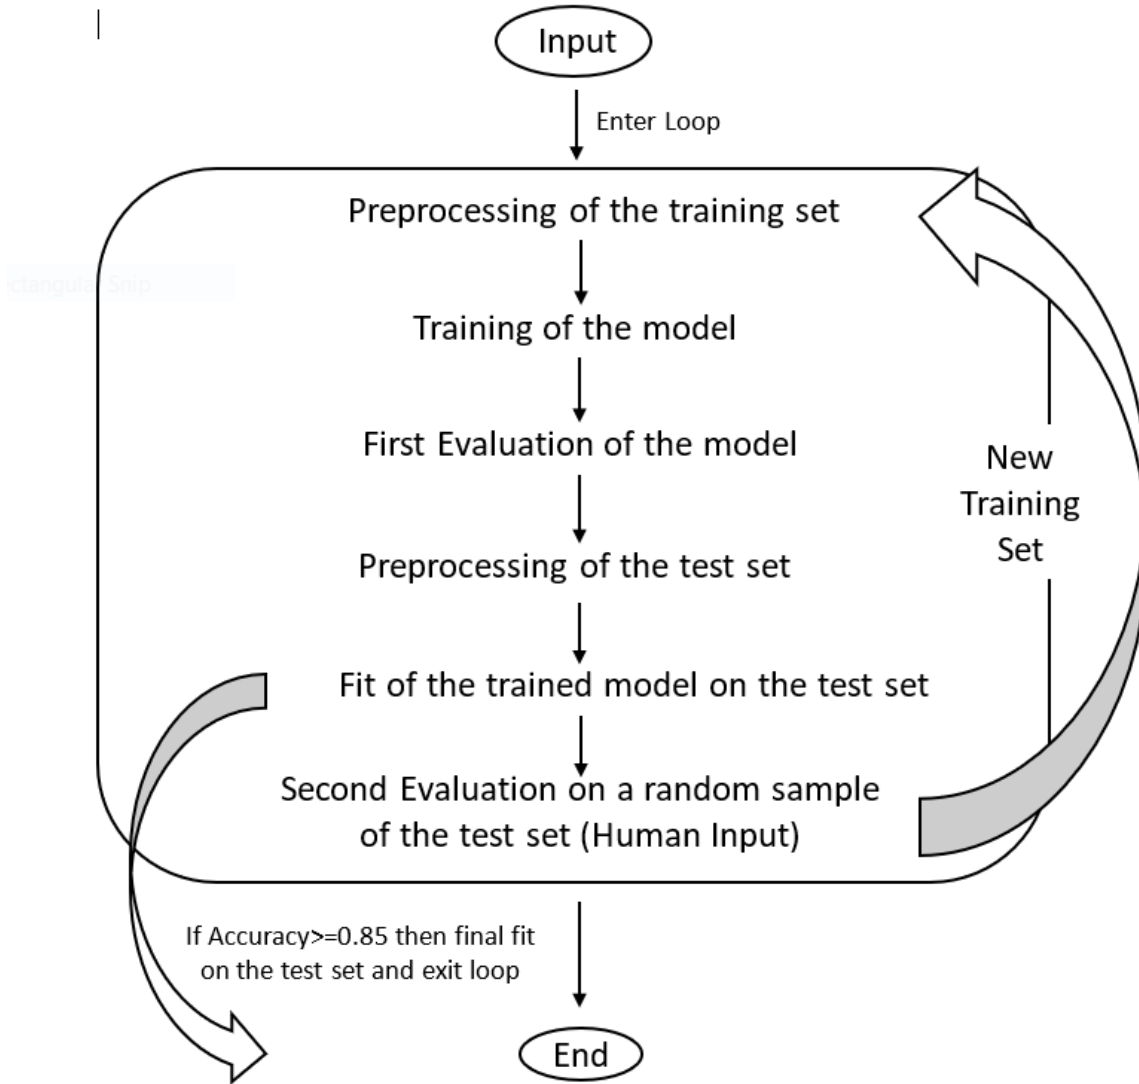 Input
Enter Loop
Preprocessing of the training set
Training of the model
First Evaluation of the model
New
Training
Set
Preprocessing of the test set
Fit of the trained model on the test set
Second Evaluation on a random sample
of the test set (Human Input)
If Accuracy>=0.85 then final fit
on the test set and exit loop
End